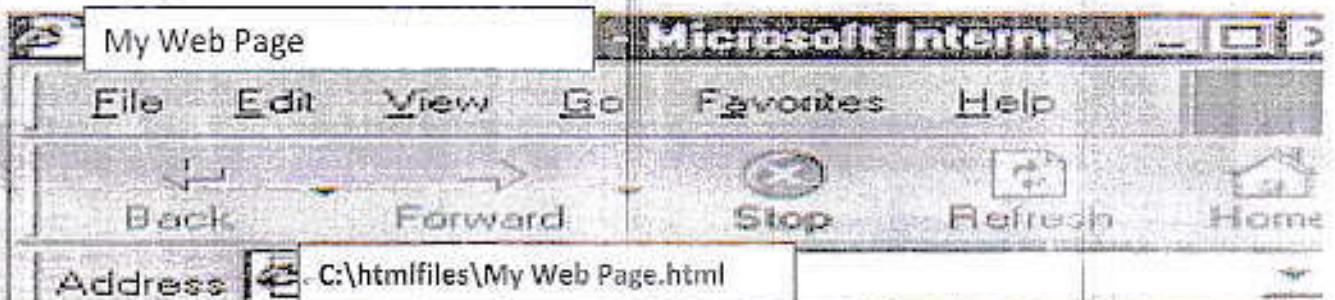 My Web Page - Microsoft Interne
File Edit View Go Favorites Help
Back Forward Stop Refresh Home
Address C:\htmlfiles\My Web Page.html